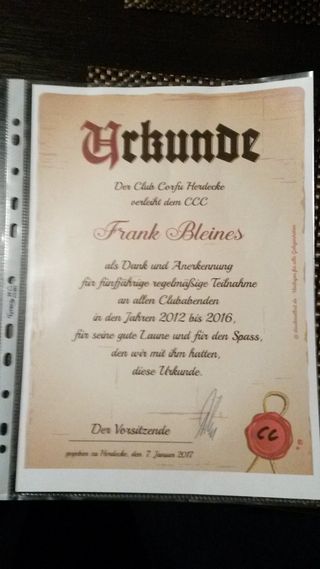 Urkunde
Der Club Corfu Herdecke
verleiht dem CCC
Frank Bleines
als Dank und Anerkennung
für fünfjährige regelmäßige Teilnahme
an allen Clubabenden
in den Jahren 2012 bis 2016,
für seine gute Laune und für den Spass,
den wir mit ihm hatten,
diese Urkunde.
Der Vorsitzende
gegeben zu Herdecke, den 7. Januar 2017
CC